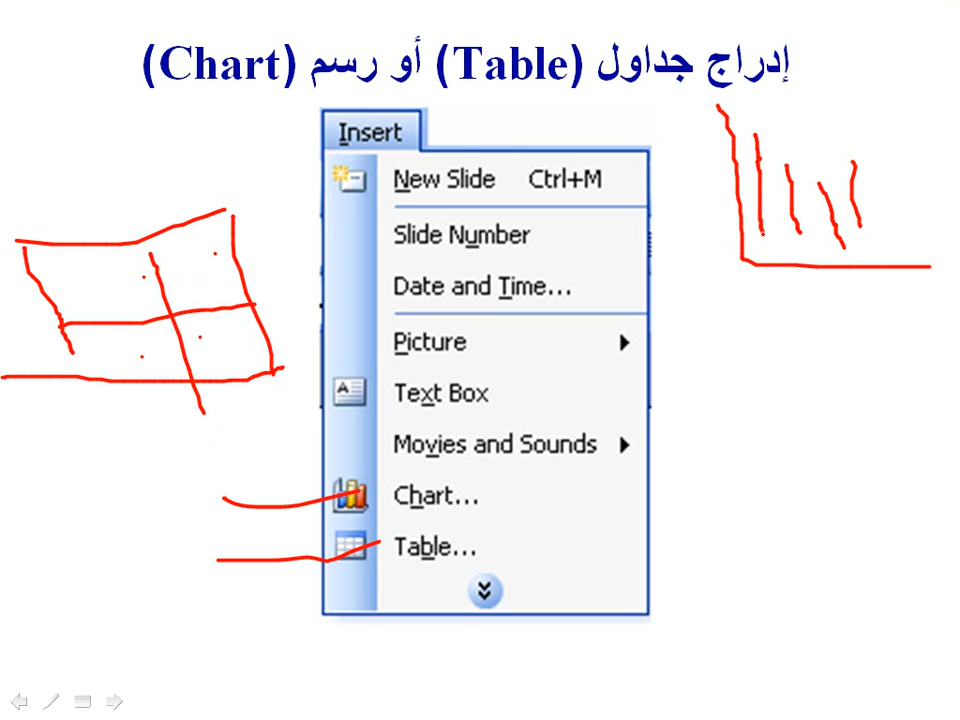 إدراج جداول (Table) أو رسم (Chart)
Insert
New Slide Ctrl+M
Slide Number
Date and Time...
Picture
Text Box
Movies and Sounds
Chart...
Table...